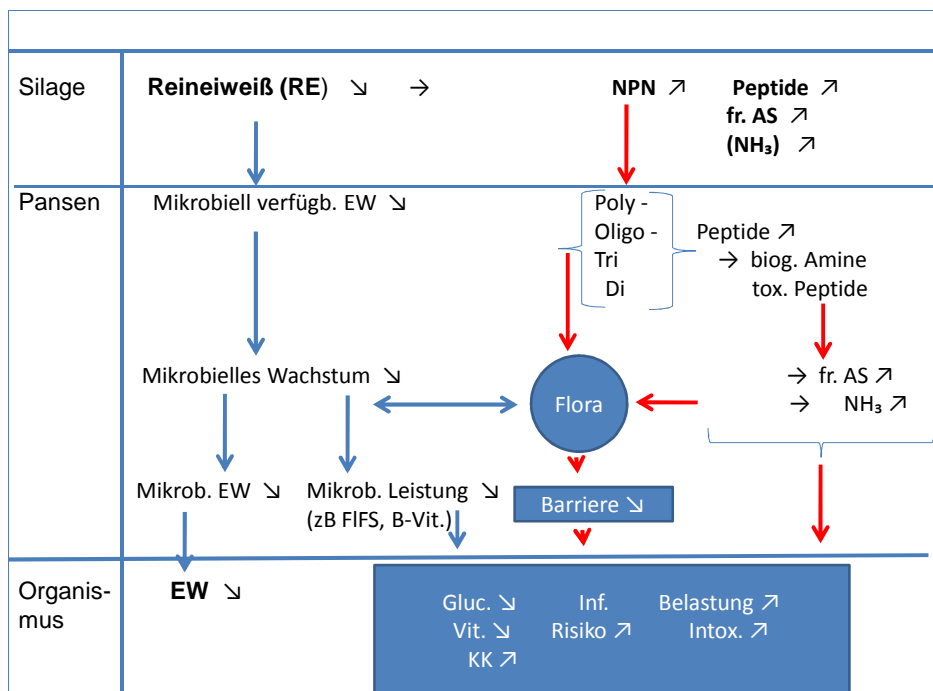 Silage Reineiweiß (RE) ↘ → NPN ↗ Peptide ↗
fr. AS ↗
(NH₃) ↗
Pansen Mikrobiell verfügb. EW ↘ Poly -
Oligo - Peptide ↗
Tri → biog. Amine
Di tox. Peptide
Mikrobielles Wachstum ↘ Flora → fr. AS ↗
→ NH₃ ↗
Mikrob. EW ↘ Mikrob. Leistung ↘ Barriere ↘
(zB FlFS, B-Vit.)
Organis- EW ↘
mus
Gluc. ↘ Inf. Belastung ↗
Vit. ↘ Risiko ↗ Intox. ↗
KK ↗